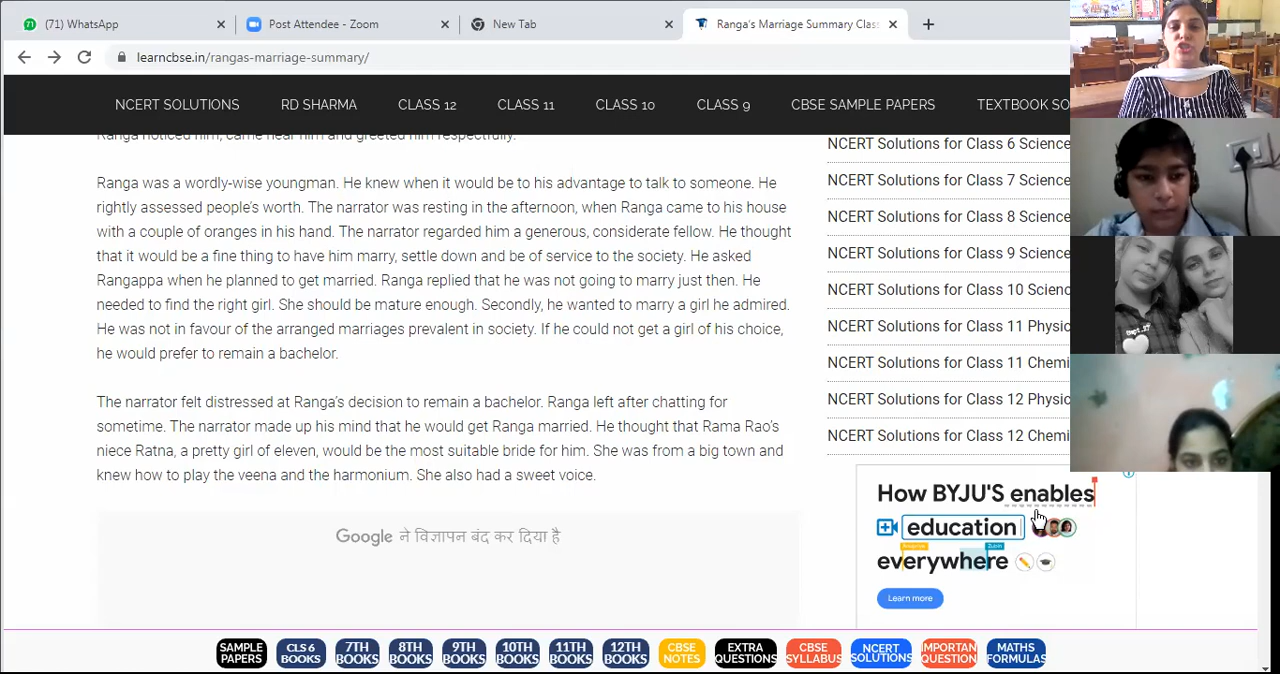 (71) WhatsApp
Post Attendee - Zoom
New Tab
Ranga's Marriage Summary Clas
learncbse.in/rangas-marriage-summary/
NCERT SOLUTIONS RD SHARMA CLASS 12 CLASS 11 CLASS 10 CLASS 9 CBSE SAMPLE PAPERS TEXTBOOK SO
Ranga noticed him, came near him and greeted him respectfully.
Ranga was a wordly-wise youngman. He knew when it would be to his advantage to talk to someone. He
rightly assessed people's worth. The narrator was resting in the afternoon, when Ranga came to his house
with a couple of oranges in his hand. The narrator regarded him a generous, considerate fellow. He thought
that it would be a fine thing to have him marry, settle down and be of service to the society. He asked
Rangappa when he planned to get married. Ranga replied that he was not going to marry just then. He
needed to find the right girl. She should be mature enough. Secondly, he wanted to marry a girl he admired.
He was not in favour of the arranged marriages prevalent in society. If he could not get a girl of his choice,
he would prefer to remain a bachelor.
The narrator felt distressed at Ranga's decision to remain a bachelor. Ranga left after chatting for
sometime. The narrator made up his mind that he would get Ranga married. He thought that Rama Rao's
niece Ratna, a pretty girl of eleven, would be the most suitable bride for him. She was from a big town and
knew how to play the veena and the harmonium. She also had a sweet voice.
Google ने विज्ञापन बंद कर दिया है
NCERT Solutions for Class 6 Science
NCERT Solutions for Class 7 Science
NCERT Solutions for Class 8 Science
NCERT Solutions for Class 9 Science
NCERT Solutions for Class 10 Scienc
NCERT Solutions for Class 11 Physic
NCERT Solutions for Class 11 Chemi
NCERT Solutions for Class 12 Physic
NCERT Solutions for Class 12 Chemi
How BYJU'S enables
education
everywhere
Learn more
SAMPLE PAPERS
CLS 6 BOOKS
7TH BOOKS
8TH BOOKS
9TH BOOKS
10TH BOOKS
11TH BOOKS
12TH BOOKS
CBSE NOTES
EXTRA QUESTIONS
CBSE SYLLABUS
NCERT SOLUTIONS
IMPORTAN QUESTION
MATHS FORMULAS